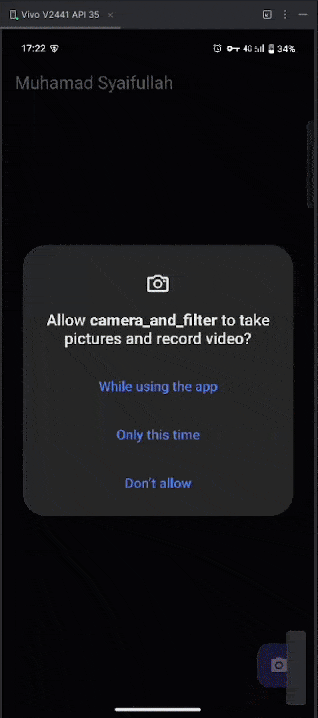 Vivo V2441 API 35
17:22
4G
34%
Muhamad Syaifullah
Allow camera_and_filter to take
pictures and record video?
While using the app
Only this time
Don't allow